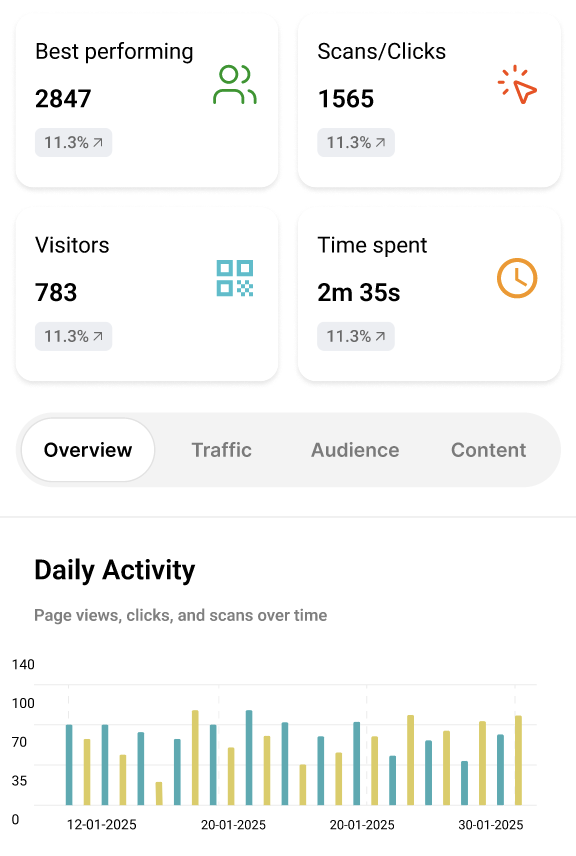 Best performing
2847
11.3%
Scans/Clicks
1565
11.3%
Visitors
783
11.3%
Time spent
2m 35s
11.3%
Overview
Traffic
Audience
Content
Daily Activity
Page views, clicks, and scans over time
140
100
70
35
0
12-01-2025
20-01-2025
20-01-2025
30-01-2025